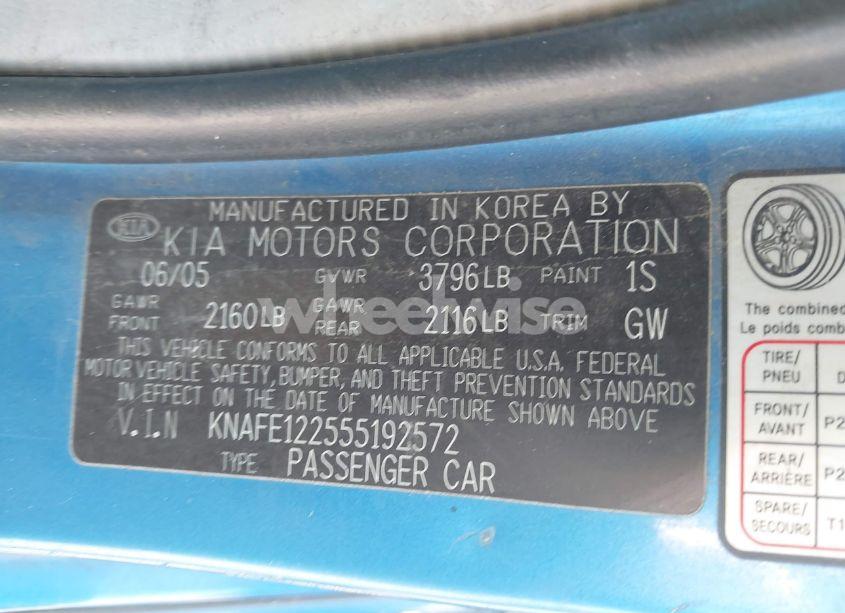 MANUFACTURED IN KOREA BY
KIA KIA MOTORS CORPORATION
06/05 GVWR 3796LB PAINT 1S
GAWR FRONT 2160LB GAWR REAR 2116LB TRIM GW
THIS VEHICLE CONFORMS TO ALL APPLICABLE U.S.A. FEDERAL
MOTOR VEHICLE SAFETY, BUMPER, AND THEFT PREVENTION STANDARDS
IN EFFECT ON THE DATE OF MANUFACTURE SHOWN ABOVE
V.I.N KNAFE122555192572
TYPE PASSENGER CAR
wheelwise
The combined
Le poids comb
TIRE/
PNEU D
FRONT/
AVANT P2
REAR/
ARRIÈRE P2
SPARE/
SECOURS T1